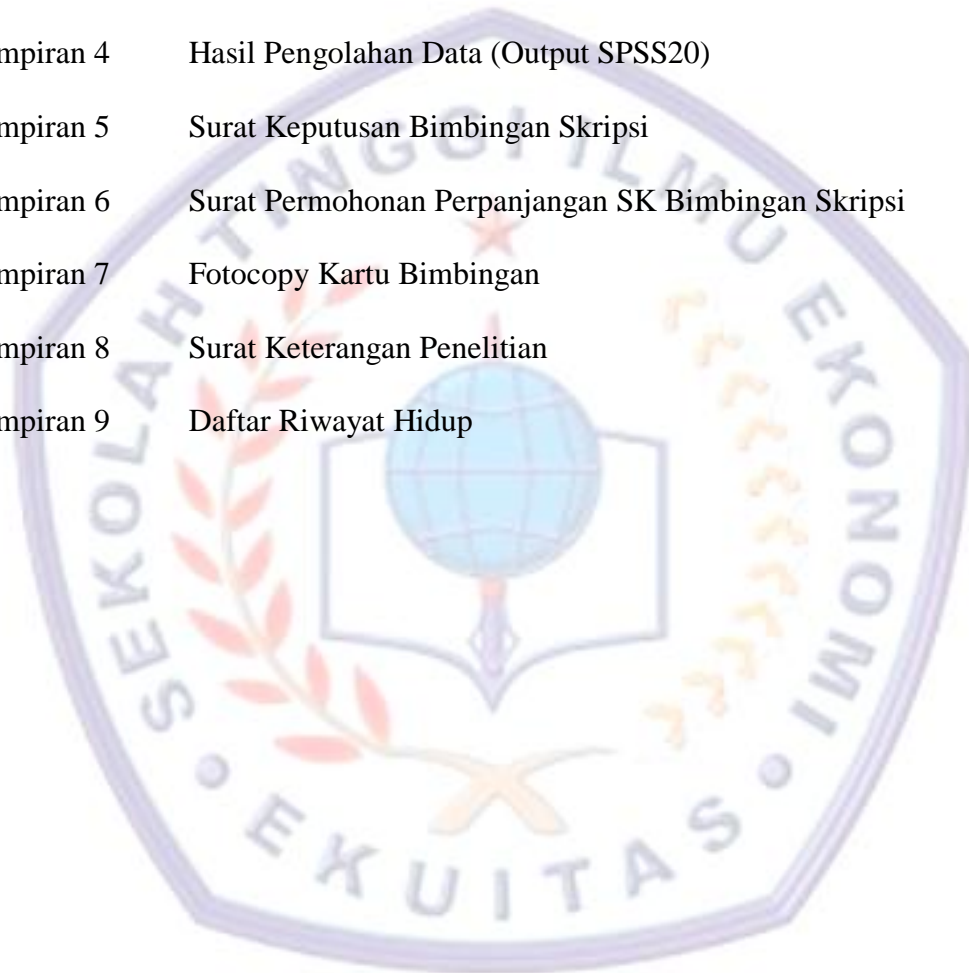 mpiran 4 Hasil Pengolahan Data (Output SPSS20)
mpiran 5 Surat Keputusan Bimbingan Skripsi
mpiran 6 Surat Permohonan Perpanjangan SK Bimbingan Skripsi
mpiran 7 Fotocopy Kartu Bimbingan
mpiran 8 Surat Keterangan Penelitian
mpiran 9 Daftar Riwayat Hidup
SEKOLAH TINGGI ILMU EKONOMI
EKUITAS